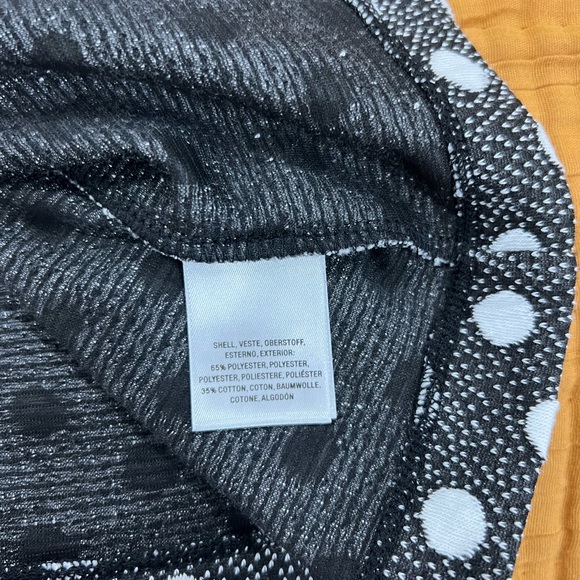 SHELL, VESTE, OBERSTOFF,
ESTERNO, EXTERIOR:
65% POLYESTER, POLYESTER,
POLYESTER, POLIESTERE, POLIÉSTER
35% COTTON, COTON, BAUMWOLLE,
COTONE, ALGODÓN